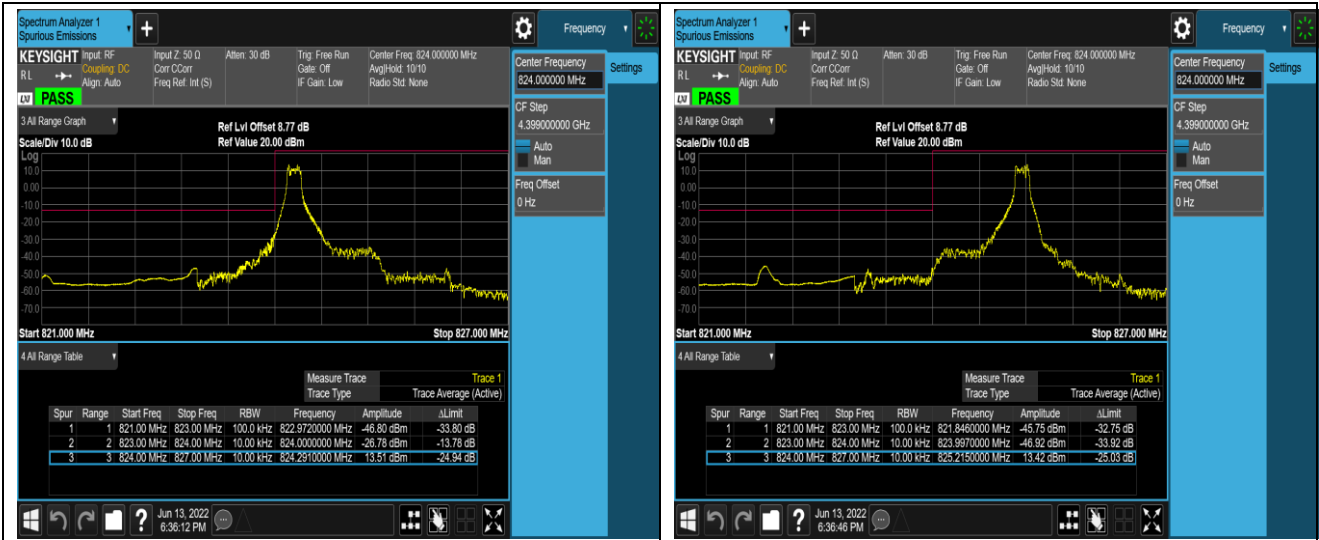 Spectrum Analyzer 1
Spurious Emissions
+
Frequency
KEYSIGHT Input: RF Input Z: 50 Ω Atten: 30 dB Trig: Free Run Center Freq: 824.000000 MHz
RL Coupling: DC Corr CCorr Gate: Off Avg|Hold: 10/10
Align: Auto Freq Ref: Int (S) IF Gain: Low Radio Std: None
LXI PASS
Center Frequency
824.000000 MHz
Settings
CF Step
4.399000000 GHz
Auto
Man
Freq Offset
0 Hz
3 All Range Graph
Ref Lvl Offset 8.77 dB
Scale/Div 10.0 dB Ref Value 20.00 dBm
Log
10.0
0.00
-10.0
-20.0
-30.0
-40.0
-50.0
-60.0
-70.0
Start 821.000 MHz Stop 827.000 MHz
4 All Range Table
Measure Trace Trace 1
Trace Type Trace Average (Active)
Spur Range Start Freq Stop Freq RBW Frequency Amplitude ΔLimit
1 1 821.00 MHz 823.00 MHz 100.0 kHz 822.9720000 MHz -46.80 dBm -33.80 dB
2 2 823.00 MHz 824.00 MHz 10.00 kHz 824.0000000 MHz -26.78 dBm -13.78 dB
3 3 824.00 MHz 827.00 MHz 10.00 kHz 824.2910000 MHz 13.51 dBm -24.94 dB
? Jun 13, 2022
6:36:12 PM
Spectrum Analyzer 1
Spurious Emissions
+
Frequency
KEYSIGHT Input: RF Input Z: 50 Ω Atten: 30 dB Trig: Free Run Center Freq: 824.000000 MHz
RL Coupling: DC Corr CCorr Gate: Off Avg|Hold: 10/10
Align: Auto Freq Ref: Int (S) IF Gain: Low Radio Std: None
LXI PASS
Center Frequency
824.000000 MHz
Settings
CF Step
4.399000000 GHz
Auto
Man
Freq Offset
0 Hz
3 All Range Graph
Ref Lvl Offset 8.77 dB
Scale/Div 10.0 dB Ref Value 20.00 dBm
Log
10.0
0.00
-10.0
-20.0
-30.0
-40.0
-50.0
-60.0
-70.0
Start 821.000 MHz Stop 827.000 MHz
4 All Range Table
Measure Trace Trace 1
Trace Type Trace Average (Active)
Spur Range Start Freq Stop Freq RBW Frequency Amplitude ΔLimit
1 1 821.00 MHz 823.00 MHz 100.0 kHz 821.8460000 MHz -45.75 dBm -32.75 dB
2 2 823.00 MHz 824.00 MHz 10.00 kHz 823.9970000 MHz -46.92 dBm -33.92 dB
3 3 824.00 MHz 827.00 MHz 10.00 kHz 825.2150000 MHz 13.42 dBm -25.03 dB
? Jun 13, 2022
6:36:46 PM